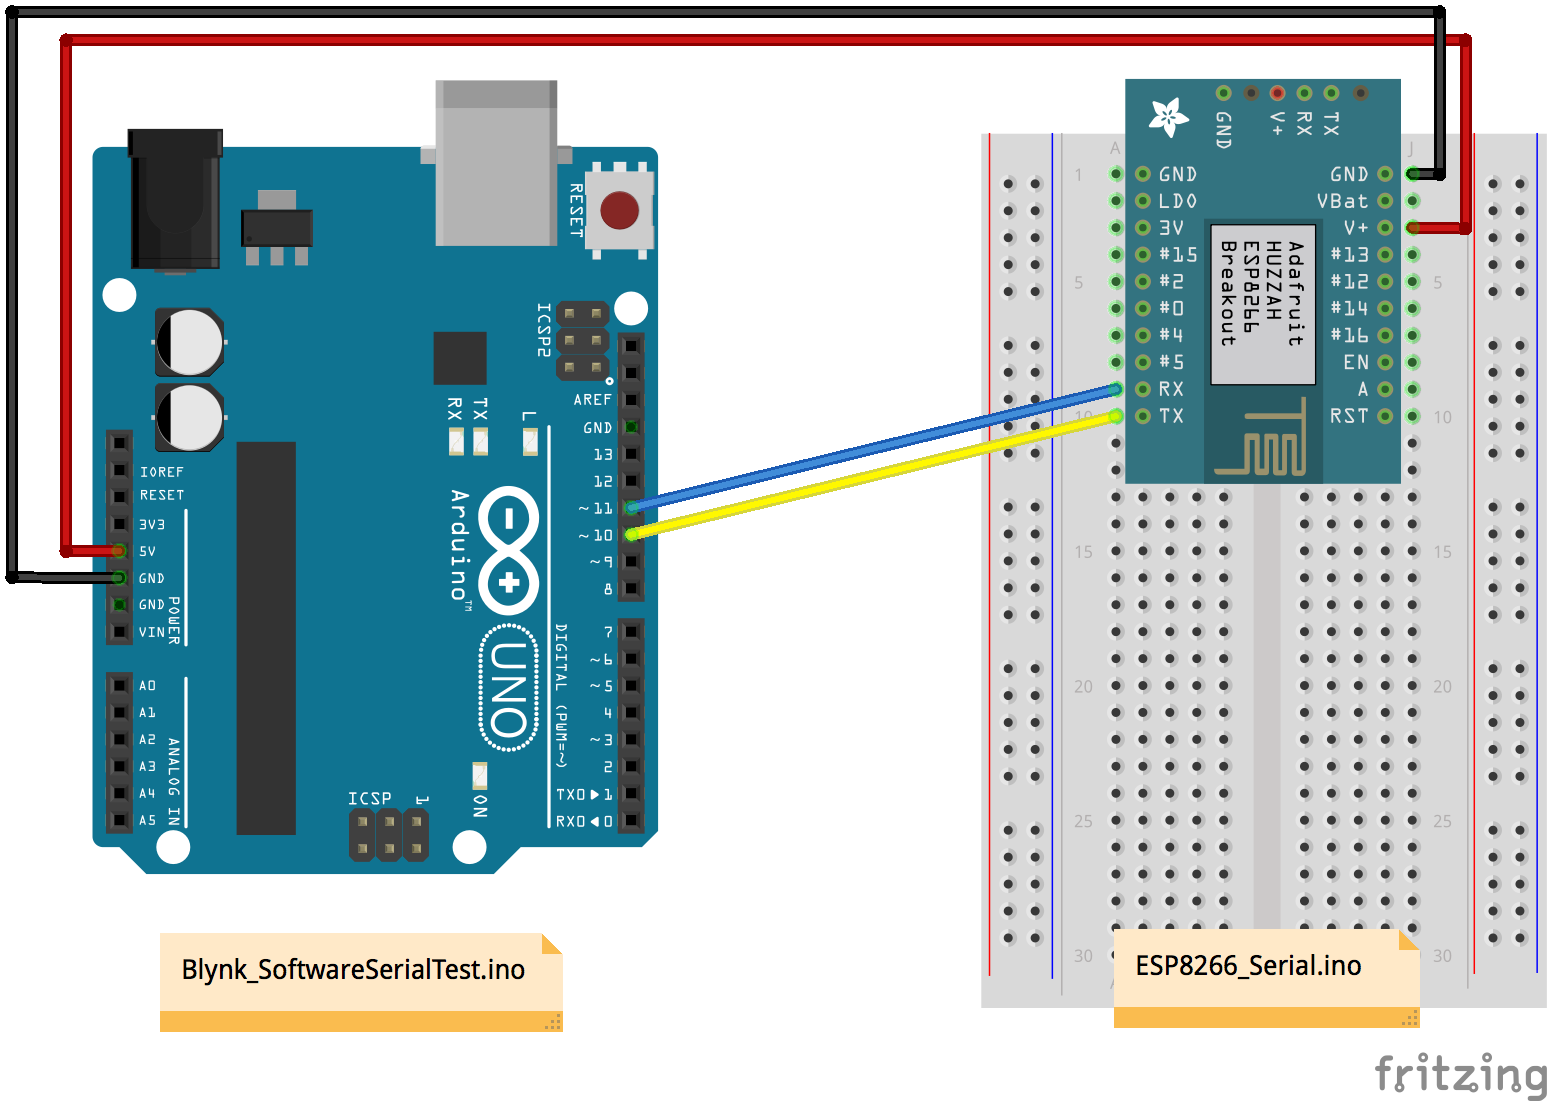 RESET
ICSP2
AREF
GND
13
12
~11
~10
~9
8
7
~6
~5
4
~3
2
TX0▶1
RX0◀0
DIGITAL (PWM=~)
RX
TX
L
Arduino™
UNO
ON
ICSP
1
IOREF
RESET
3V3
5V
GND
GND
VIN
POWER
A0
A1
A2
A3
A4
A5
ANALOG IN
Blynk_SoftwareSerialTest.ino
GND
V+
RX
TX
A
J
1
5
10
15
20
25
30
5
10
15
20
25
30
GND
LDO
3V
#15
#2
#0
#4
#5
RX
TX
GND
VBat
V+
#13
#12
#14
#16
EN
A
RST
Adafruit
HUZZAH
ESP8266
Breakout
ESP8266_Serial.ino
fritzing